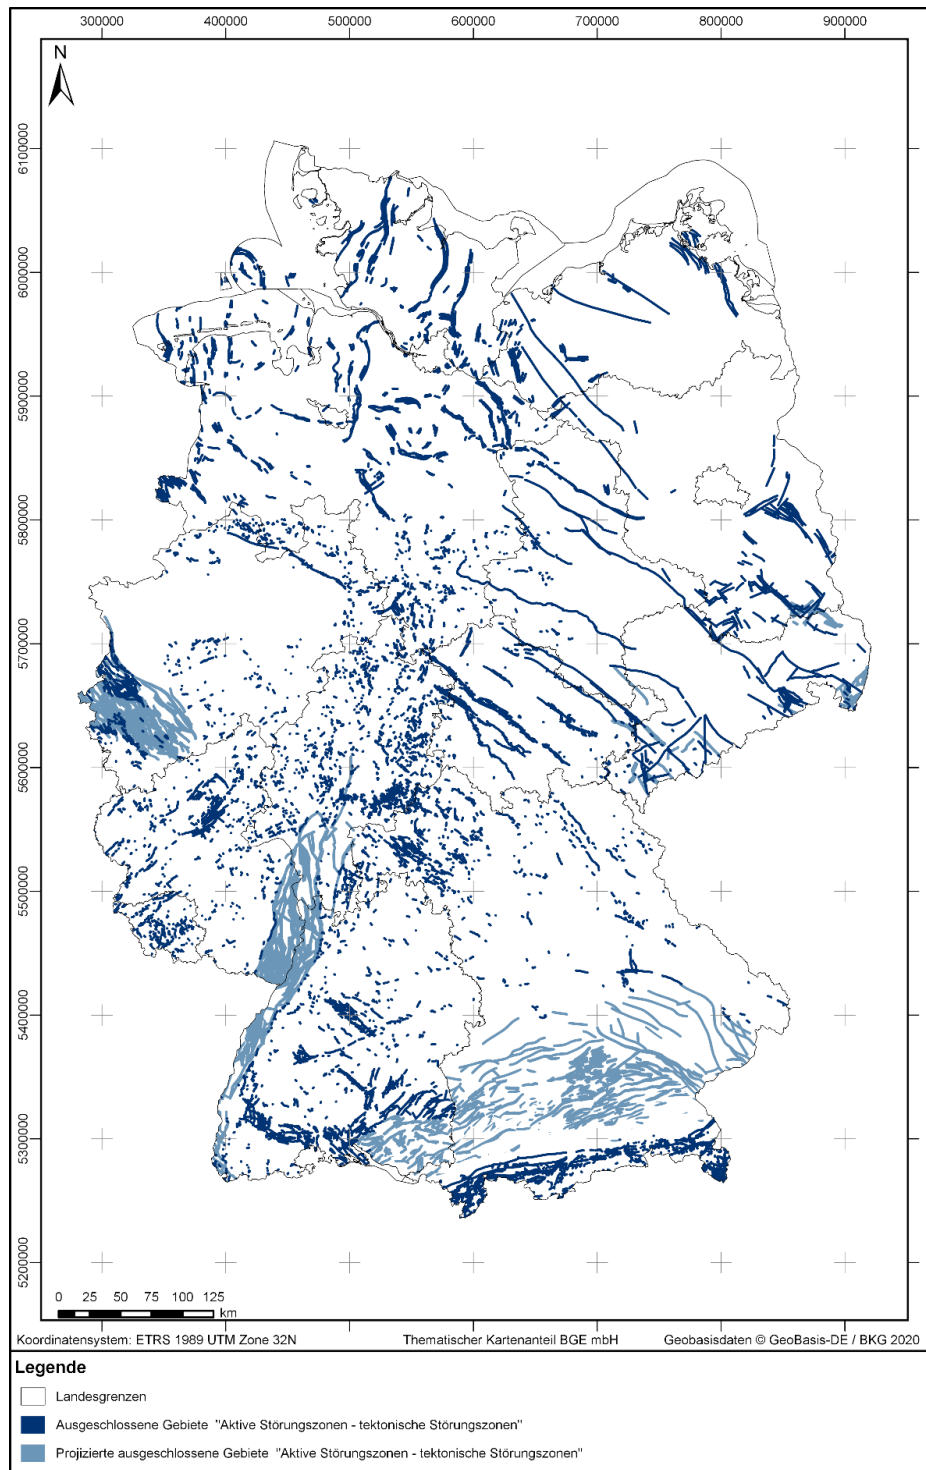 300000 400000 500000 600000 700000 800000 900000
N
6100000
6000000
5900000
5800000
5700000
5600000
5500000
5400000
5300000
5200000
0 25 50 75 100 125
km
Koordinatensystem: ETRS 1989 UTM Zone 32N Thematischer Kartenanteil BGE mbH Geobasisdaten © GeoBasis-DE / BKG 2020
Legende
Landesgrenzen
Ausgeschlossene Gebiete "Aktive Störungszonen - tektonische Störungszonen"
Projizierte ausgeschlossene Gebiete "Aktive Störungszonen - tektonische Störungszonen"